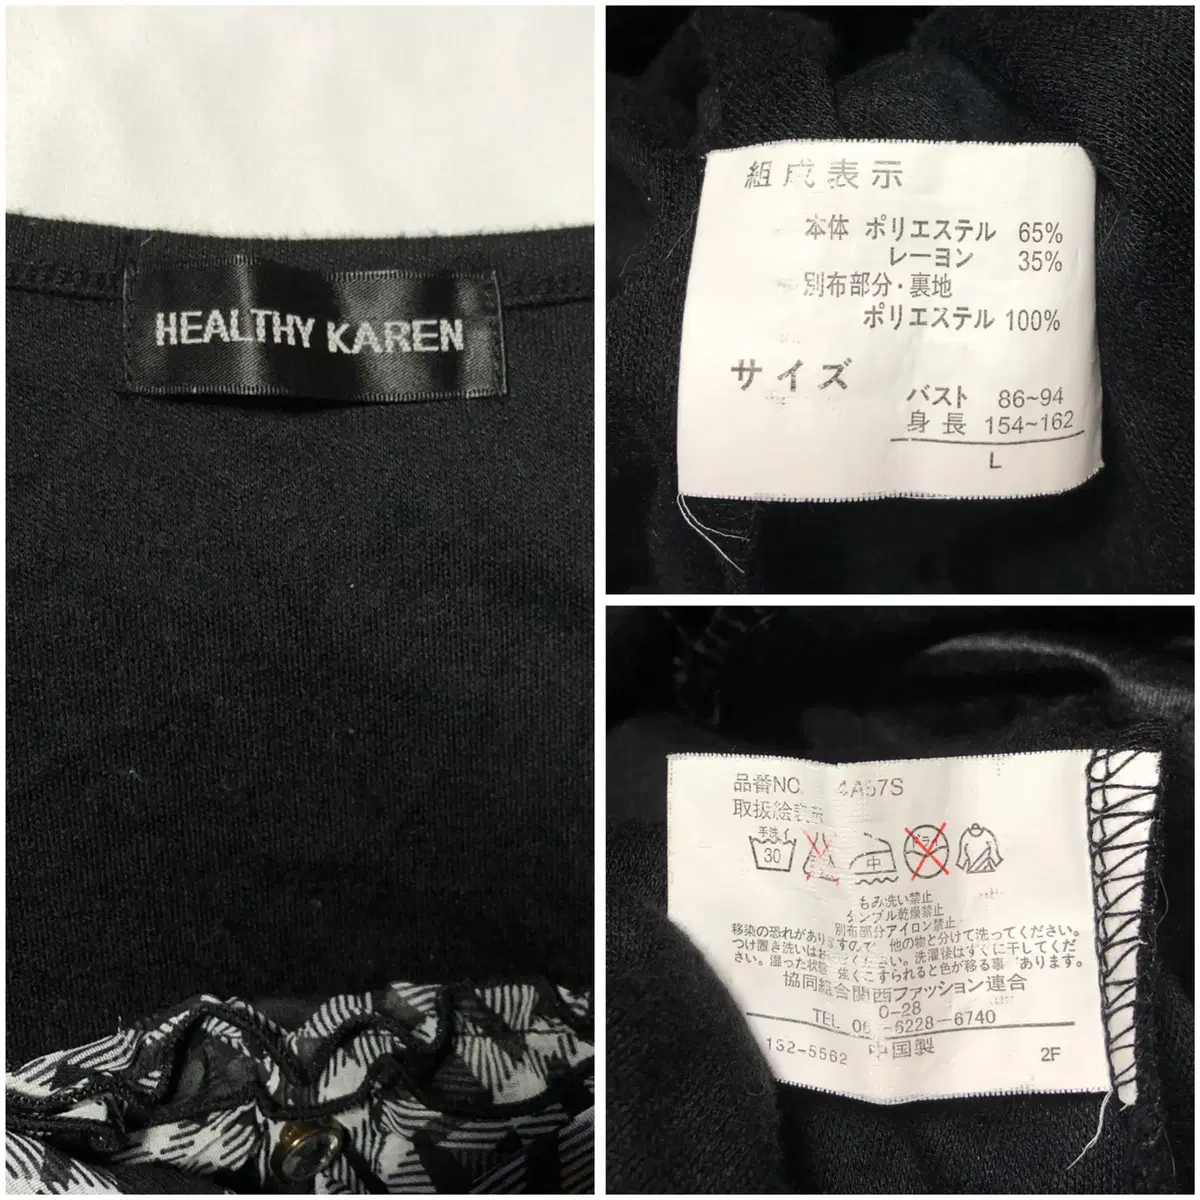 HEALTHY KAREN
組成表示
本体 ポリエステル 65%
レーヨン 35%
別布部分・裏地
ポリエステル 100%
サイズ
バスト 86~94
身長 154~162
L
品番NO. 4A57S
取扱絵表示
手洗イ
30
中
ドライ
もみ洗い禁止
タンブル乾燥禁止
別布部分アイロン禁止
移染の恐れがありますので 他の物と分けて洗ってください。
つけ置き洗いはおさけください。洗濯後はすぐに干してくだ
さい。湿った状態 強くこすられると色が移る事があります。
協同組合関西ファッション連合
0-28
TEL 06-6228-6740
132-5562 中国製 2F